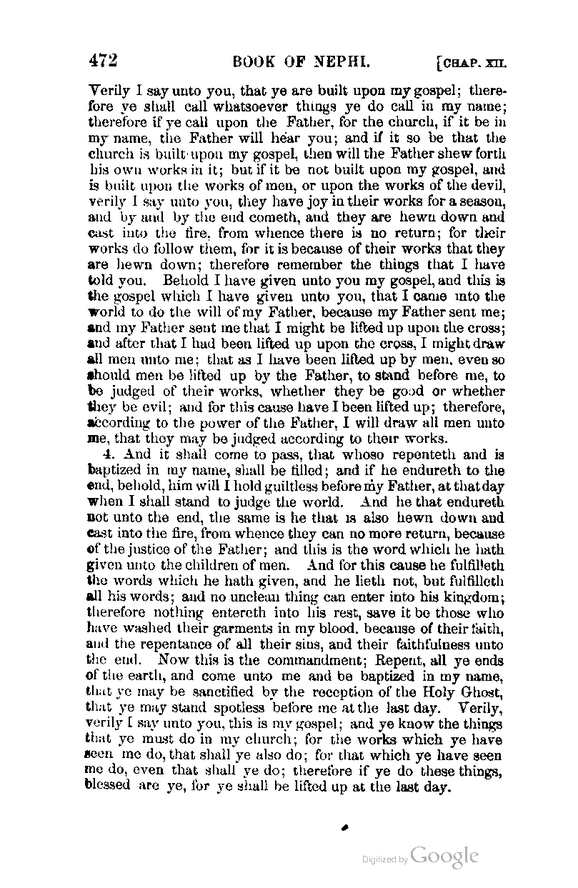 472 BOOK OF NEPHI. [CHAP. XII.
Verily I say unto you, that ye are built upon my gospel; there-
fore ye shall call whatsoever things ye do call in my name;
therefore if ye call upon the Father, for the church, if it be in
my name, the Father will hear you; and if it so be that the
church is built upon my gospel, then will the Father shew forth
his own works in it; but if it be not built upon my gospel, and
is built upon the works of men, or upon the works of the devil,
verily I say unto you, they have joy in their works for a season,
and by and by the end cometh, and they are hewn down and
cast into the fire. from whence there is no return; for their
works do follow them, for it is because of their works that they
are hewn down; therefore remember the things that I have
told you. Behold I have given unto you my gospel, and this is
the gospel which I have given unto you, that I came into the
world to do the will of my Father, because my Father sent me;
and my Father sent me that I might be lifted up upon the cross;
and after that I had been lifted up upon the cross, I might draw
all men unto me; that as I have been lifted up by men, even so
should men be lifted up by the Father, to stand before me, to
be judged of their works, whether they be good or whether
they be evil; and for this cause have I been lifted up; therefore,
according to the power of the Father, I will draw all men unto
me, that they may be judged according to their works.
4. And it shall come to pass, that whoso repenteth and is
baptized in my name, shall be filled; and if he endureth to the
end, behold, him will I hold guiltless before my Father, at that day
when I shall stand to judge the world. And he that endureth
not unto the end, the same is he that is also hewn down and
cast into the fire, from whence they can no more return, because
of the justice of the Father; and this is the word which he hath
given unto the children of men. And for this cause he fulfilleth
the words which he hath given, and he lieth not, but fulfilleth
all his words; and no unclean thing can enter into his kingdom;
therefore nothing entereth into his rest, save it be those who
have washed their garments in my blood. because of their faith,
and the repentance of all their sins, and their faithfulness unto
the end. Now this is the commandment; Repent, all ye ends
of the earth, and come unto me and be baptized in my name,
that ye may be sanctified by the reception of the Holy Ghost,
that ye may stand spotless before me at the last day. Verily,
verily I say unto you, this is my gospel; and ye know the things
that ye must do in my church; for the works which ye have
seen me do, that shall ye also do; for that which ye have seen
me do, even that shall ye do; therefore if ye do these things,
blessed are ye, for ye shall be lifted up at the last day.
Digitized by Google